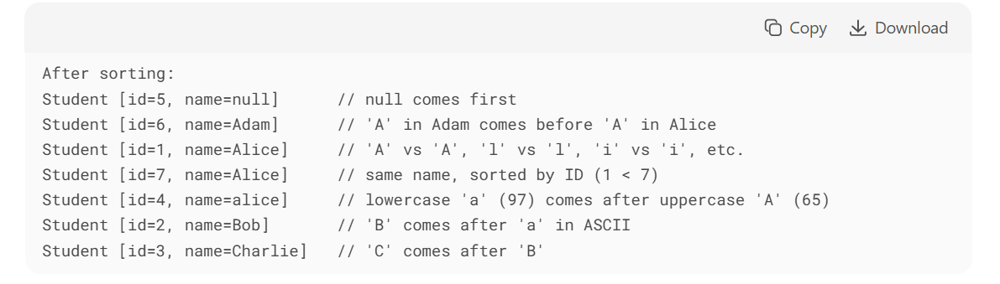 Copy Download
After sorting:
Student [id=5, name=null] // null comes first
Student [id=6, name=Adam] // 'A' in Adam comes before 'A' in Alice
Student [id=1, name=Alice] // 'A' vs 'A', 'l' vs 'l', 'i' vs 'i', etc.
Student [id=7, name=Alice] // same name, sorted by ID (1 < 7)
Student [id=4, name=alice] // lowercase 'a' (97) comes after uppercase 'A' (65)
Student [id=2, name=Bob] // 'B' comes after 'a' in ASCII
Student [id=3, name=Charlie] // 'C' comes after 'B'